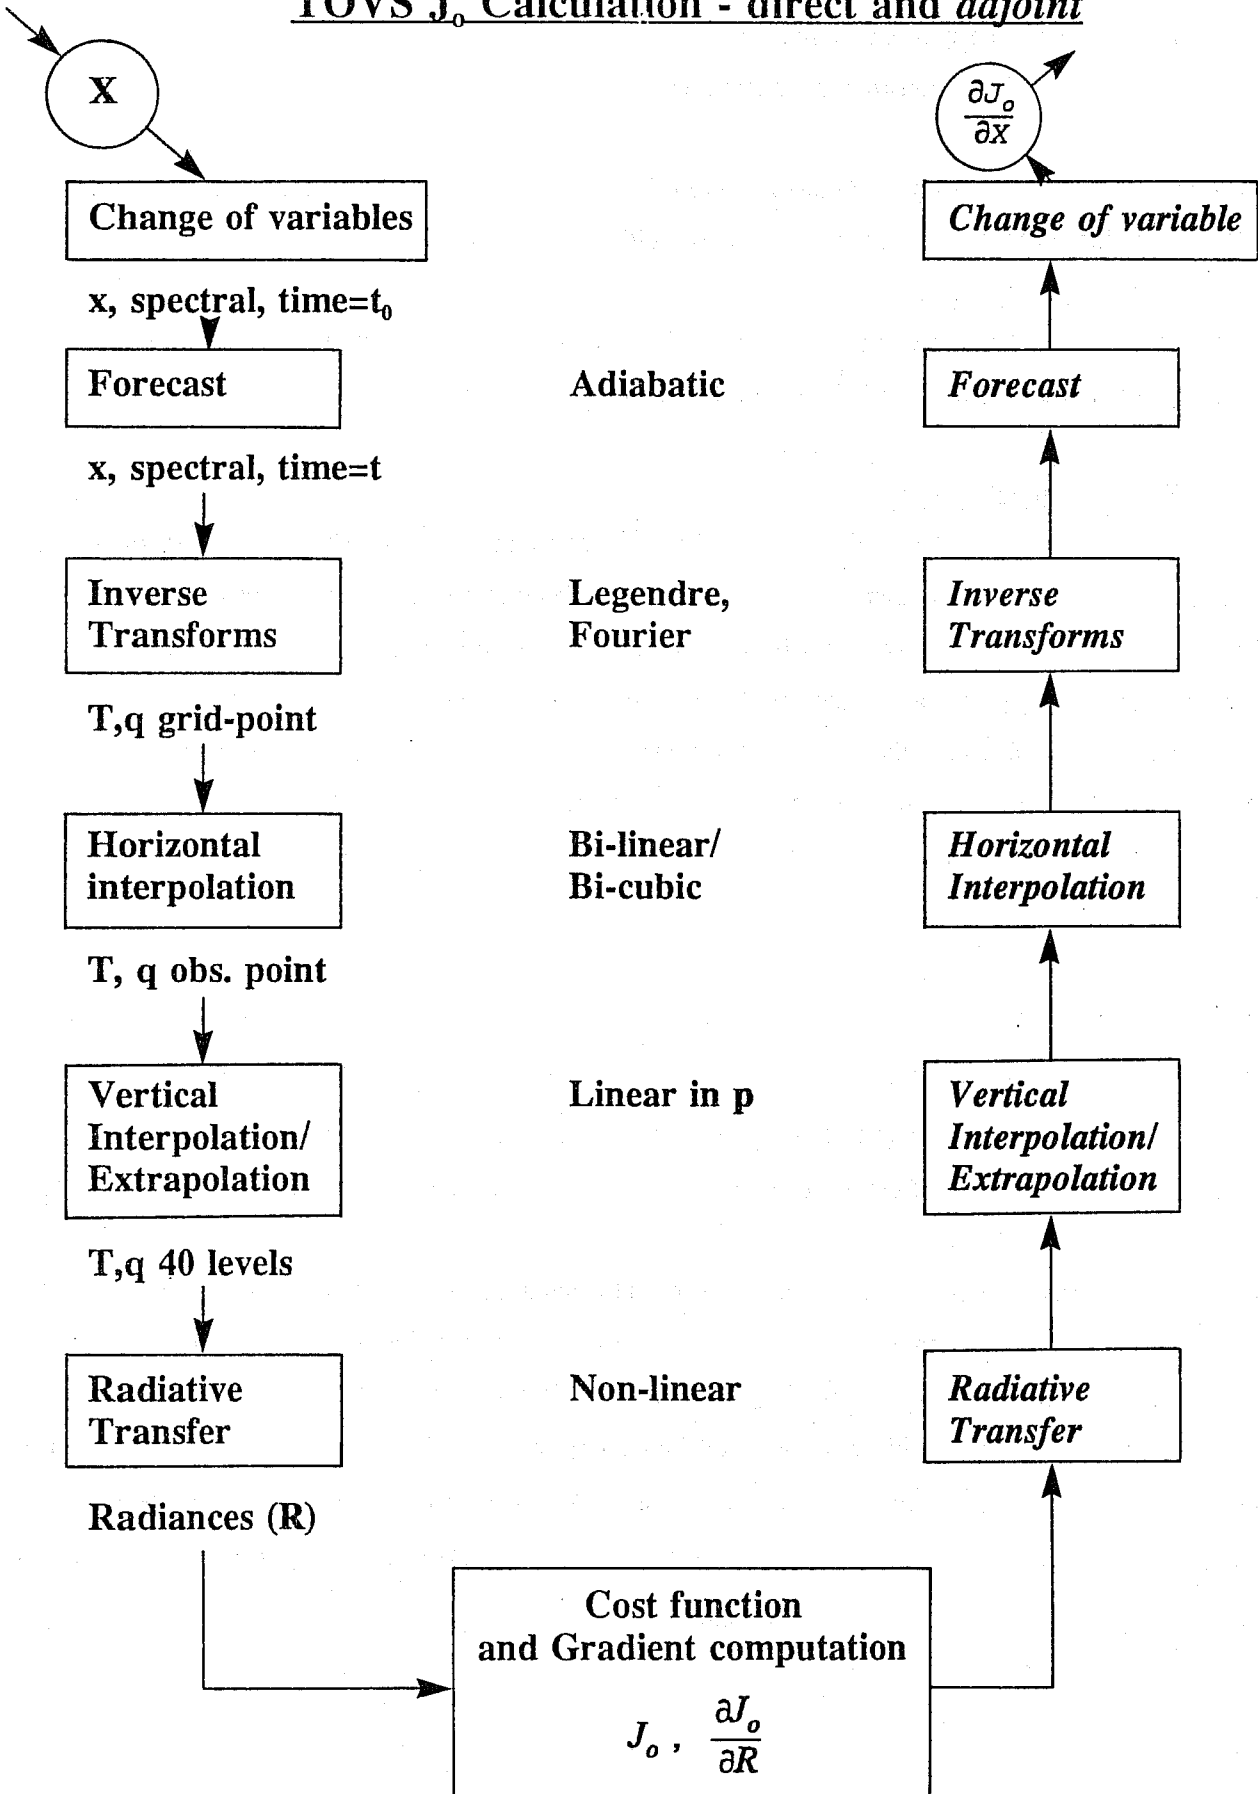 TOVS Jo Calculation - direct and adjoint
X
∂Jo
∂X
Change of variables
Change of variable
x, spectral, time=t0
Forecast
Adiabatic
Forecast
x, spectral, time=t
Inverse
Transforms
Legendre,
Fourier
Inverse
Transforms
T,q grid-point
Horizontal
interpolation
Bi-linear/
Bi-cubic
Horizontal
Interpolation
T, q obs. point
Vertical
Interpolation/
Extrapolation
Linear in p
Vertical
Interpolation/
Extrapolation
T,q 40 levels
Radiative
Transfer
Non-linear
Radiative
Transfer
Radiances (R)
Cost function
and Gradient computation
Jo , ∂Jo
∂R